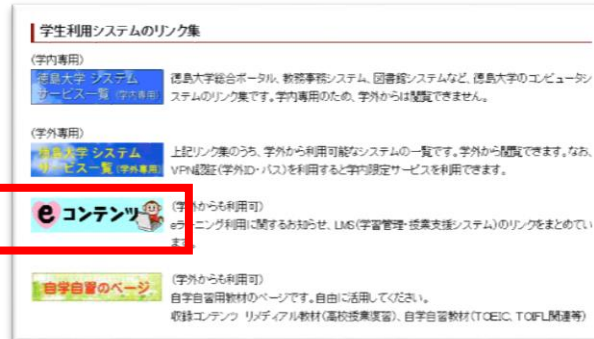 学生利用システムのリンク集
(学内専用)
徳島大学 システム
サービス一覧 (学内専用)
徳島大学総合ポータル、教務事務システム、図書館システムなど、徳島大学のコンピュータシ
ステムのリンク集です。学内専用のため、学外からは閲覧できません。
(学外専用)
徳島大学 システム
サービス一覧 (学外専用)
上記リンク集のうち、学外から利用可能なシステムの一覧です。学外から閲覧できます。なお、
VPN認証(学外ID・パス)を利用すると学内限定サービスを利用できます。
eコンテンツ
(学外からも利用可)
eラーニング利用に関するお知らせ、LMS(学習管理・授業支援システム)のリンクをまとめてい
ます。
自学自習のページ
(学外からも利用可)
自学自習用教材のページです。自由に活用してください。
収録コンテンツ リメディアル教材(高校授業復習)、自学自習教材(TOEIC、TOIFL関連等)